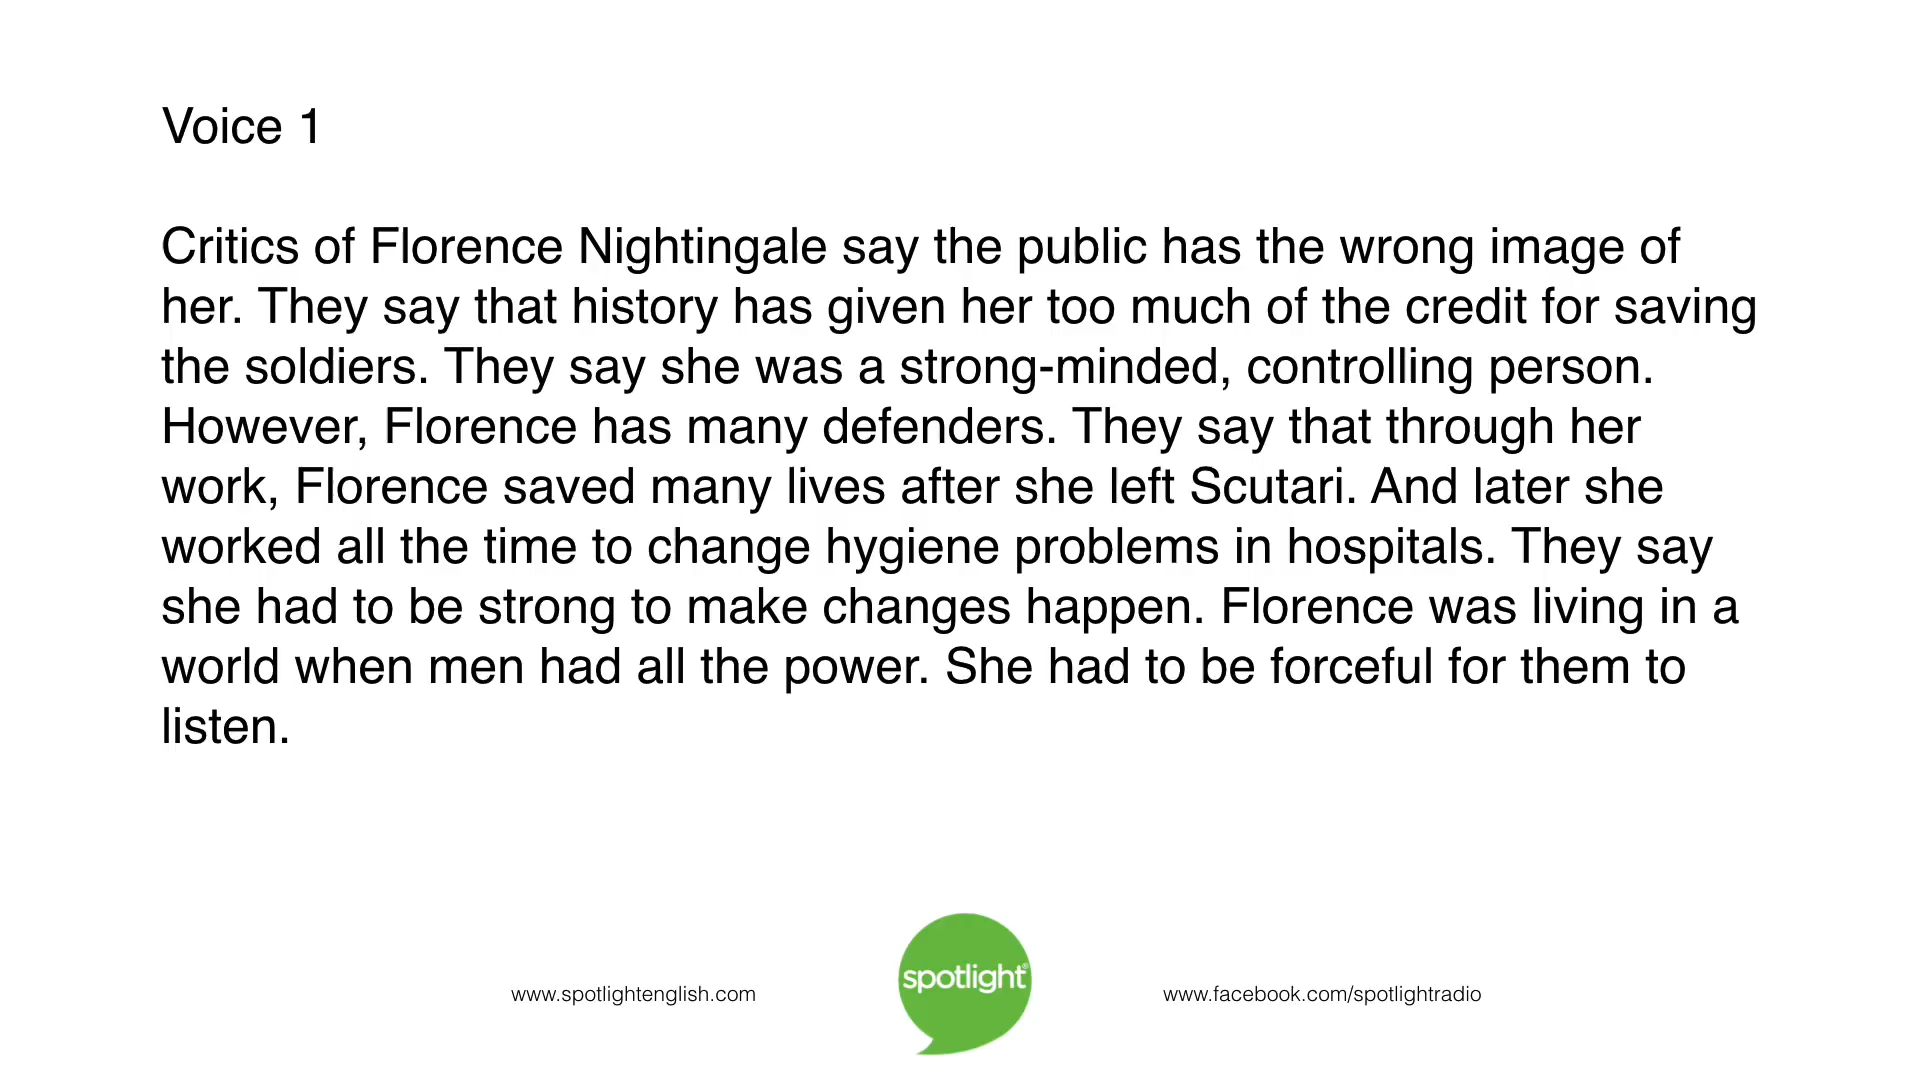 Voice 1
Critics of Florence Nightingale say the public has the wrong image of
her. They say that history has given her too much of the credit for saving
the soldiers. They say she was a strong-minded, controlling person.
However, Florence has many defenders. They say that through her
work, Florence saved many lives after she left Scutari. And later she
worked all the time to change hygiene problems in hospitals. They say
she had to be strong to make changes happen. Florence was living in a
world when men had all the power. She had to be forceful for them to
listen.
www.spotlightenglish.com
spotlight®
www.facebook.com/spotlightradio